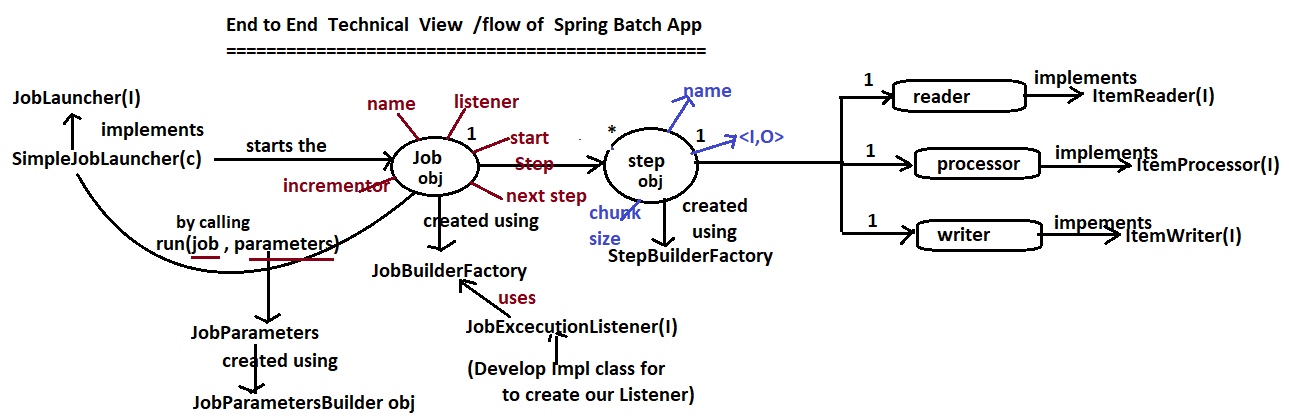 End to End Technical View /flow of Spring Batch App
================================================
JobLauncher(I)
implements
SimpleJobLauncher(c)
starts the
by calling
run(job , parameters)
JobParameters
created using
JobParametersBuilder obj
name
listener
1
start
Step
Job
obj
incrementor
next step
created using
JobBuilderFactory
uses
JobExcecutionListener(I)
(Develop Impl class for
to create our Listener)
*
name
1
<I,O>
step
obj
chunk
size
created
using
StepBuilderFactory
1
reader
implements
ItemReader(I)
1
processor
implements
ItemProcessor(I)
1
writer
impements
ItemWriter(I)